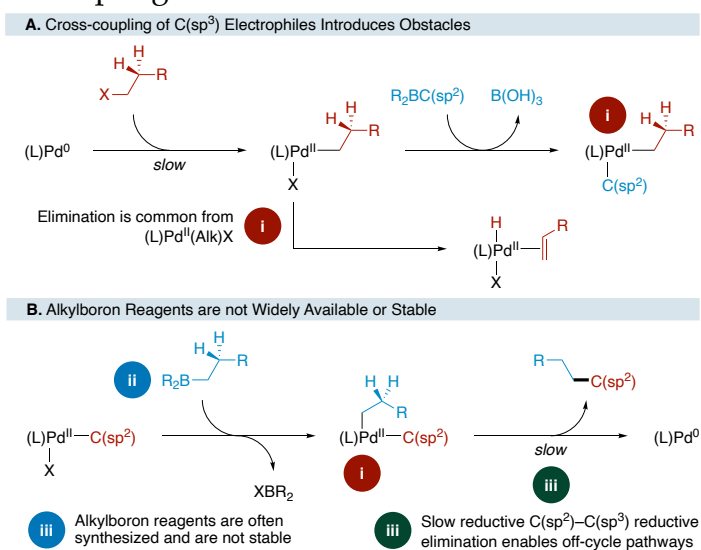 A. Cross-coupling of C(sp³) Electrophiles Introduces Obstacles
H
H
R
X
R₂BC(sp²)
B(OH)₃
i
H
H
R
H
H
R
(L)Pd⁰
slow
(L)Pdᴵᴵ
X
(L)Pdᴵᴵ
C(sp²)
Elimination is common from
(L)Pdᴵᴵ(Alk)X
i
H
R
(L)Pdᴵᴵ
X
B. Alkylboron Reagents are not Widely Available or Stable
ii
H
H
R
R₂B
R
C(sp²)
H H
R
(L)Pdᴵᴵ
C(sp²)
X
(L)Pdᴵᴵ
C(sp²)
slow
(L)Pd⁰
XBR₂
i
iii
iii
Alkylboron reagents are often
synthesized and are not stable
iii
Slow reductive C(sp²)–C(sp³) reductive
elimination enables off-cycle pathways